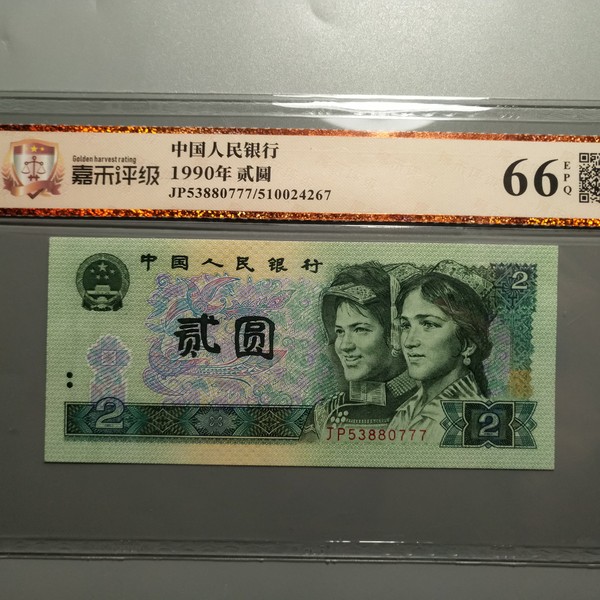 Golden harvest rating
嘉禾评级
中国人民银行
1990年 贰圆
JP53880777/510024267
66
EPQ
中国人民银行
2
贰圆
2
JP53880777
2